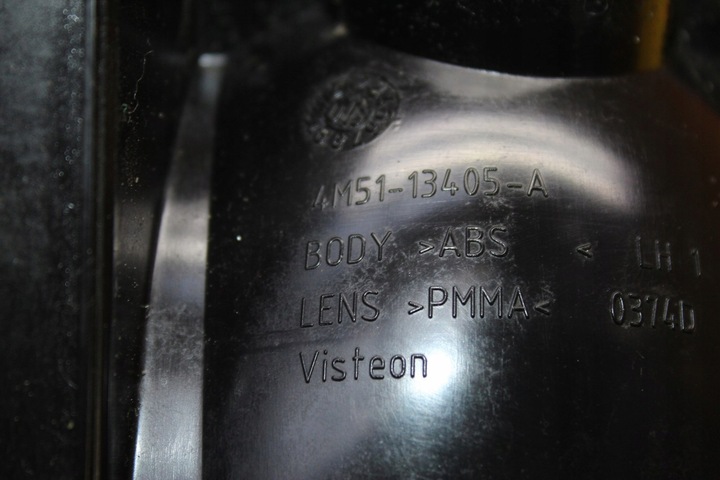 4M51-13405-A
BODY >ABS < LH 1
LENS >PMMA< 0374D
Visteon